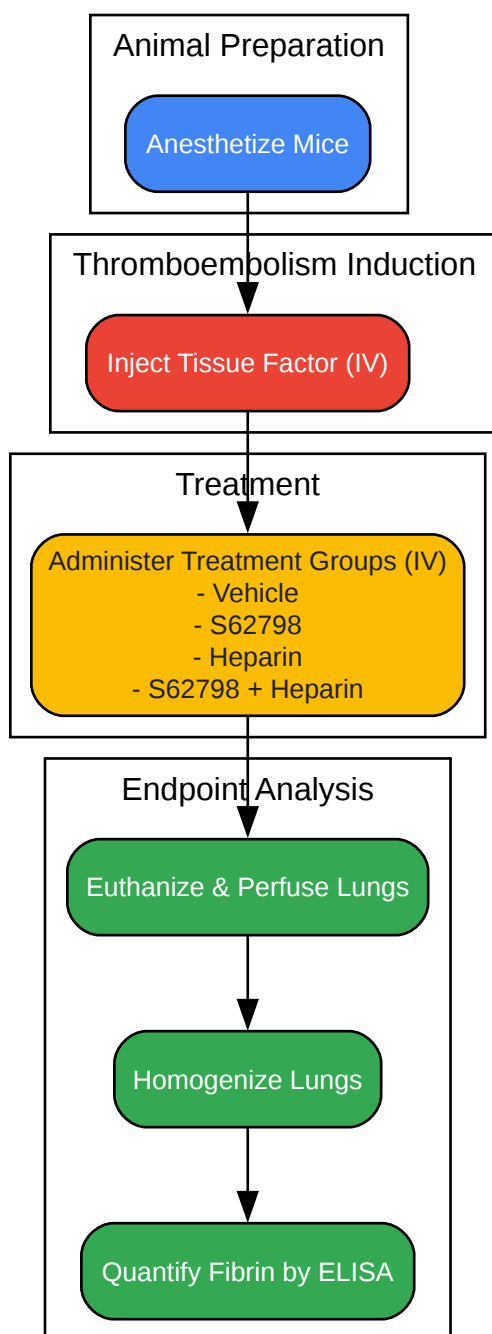 Animal Preparation
Anesthetize Mice
Thromboembolism Induction
Inject Tissue Factor (IV)
Treatment
Administer Treatment Groups (IV)
- Vehicle
- S62798
- Heparin
- S62798 + Heparin
Endpoint Analysis
Euthanize & Perfuse Lungs
Homogenize Lungs
Quantify Fibrin by ELISA